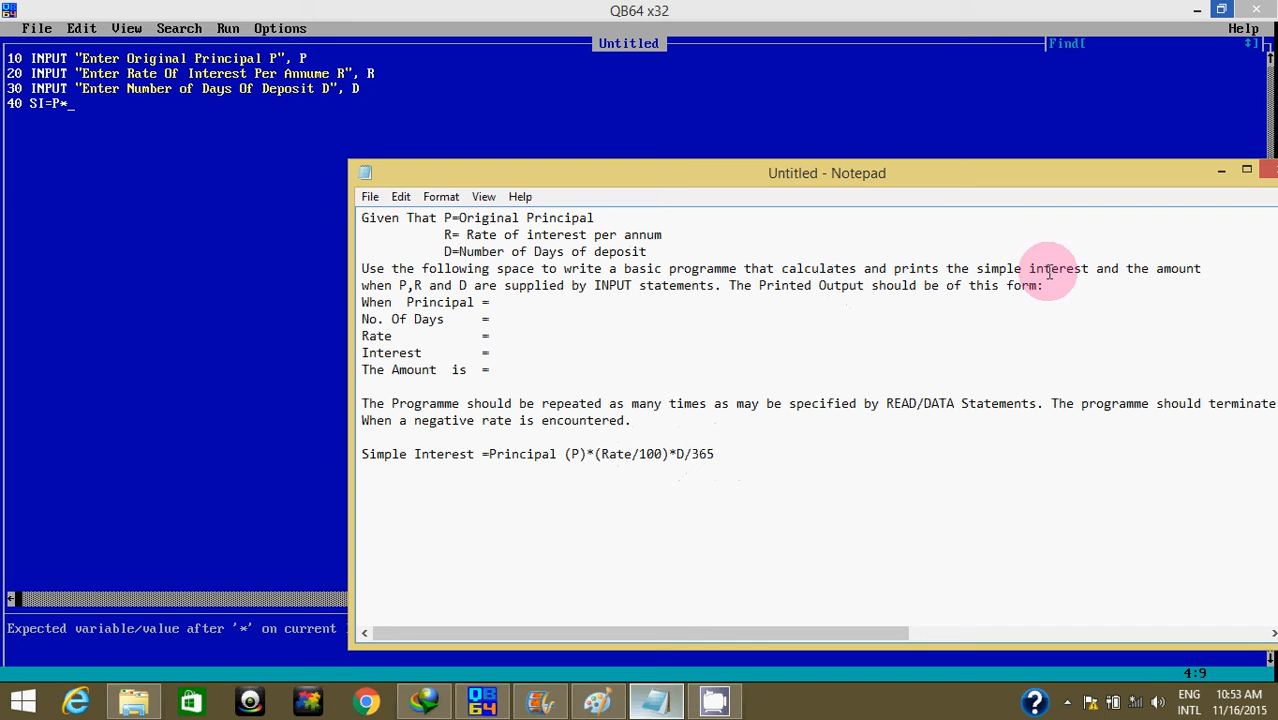 QB64 x32
File Edit View Search Run Options Help
Untitled
Find[
10 INPUT "Enter Original Principal P", P
20 INPUT "Enter Rate Of Interest Per Annume R", R
30 INPUT "Enter Number of Days Of Deposit D", D
40 SI=P*_
Untitled - Notepad
File Edit Format View Help
Given That P=Original Principal
R= Rate of interest per annum
D=Number of Days of deposit
Use the following space to write a basic programme that calculates and prints the simple interest and the amount
when P,R and D are supplied by INPUT statements. The Printed Output should be of this form:
When Principal =
No. Of Days =
Rate =
Interest =
The Amount is =
The Programme should be repeated as many times as may be specified by READ/DATA Statements. The programme should terminate
When a negative rate is encountered.
Simple Interest =Principal (P)*(Rate/100)*D/365
Expected variable/value after '*' on current
4:9
QB 64
ENG 10:53 AM
INTL 11/16/2015